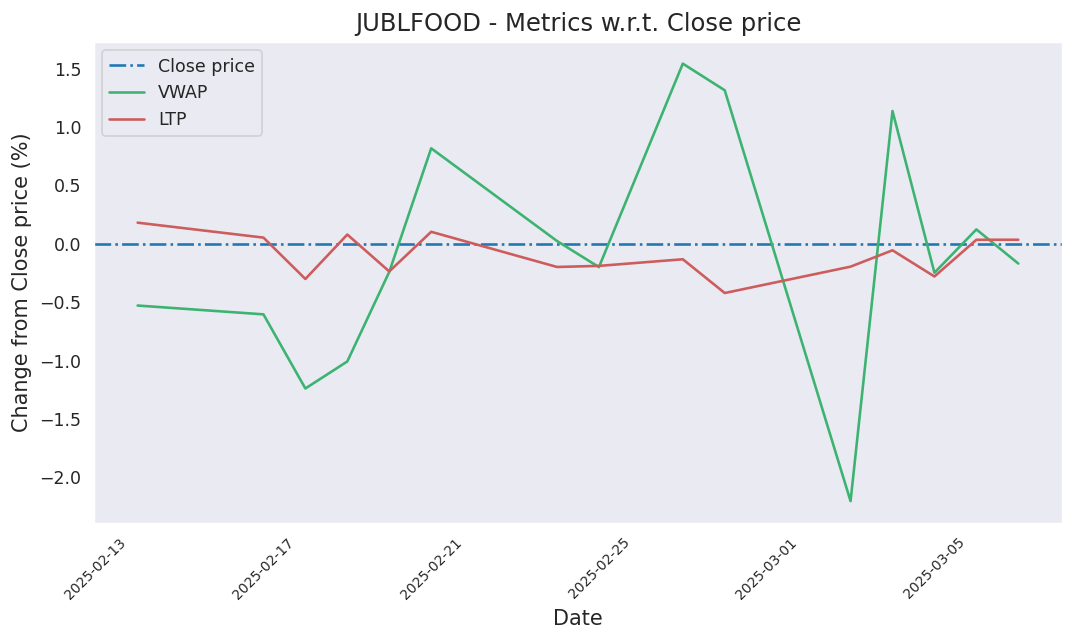 JUBLFOOD - Metrics w.r.t. Close price
Close price
VWAP
LTP
Change from Close price (%)
1.5
1.0
0.5
0.0
−0.5
−1.0
−1.5
−2.0
2025-02-13
2025-02-17
2025-02-21
2025-02-25
2025-03-01
2025-03-05
Date